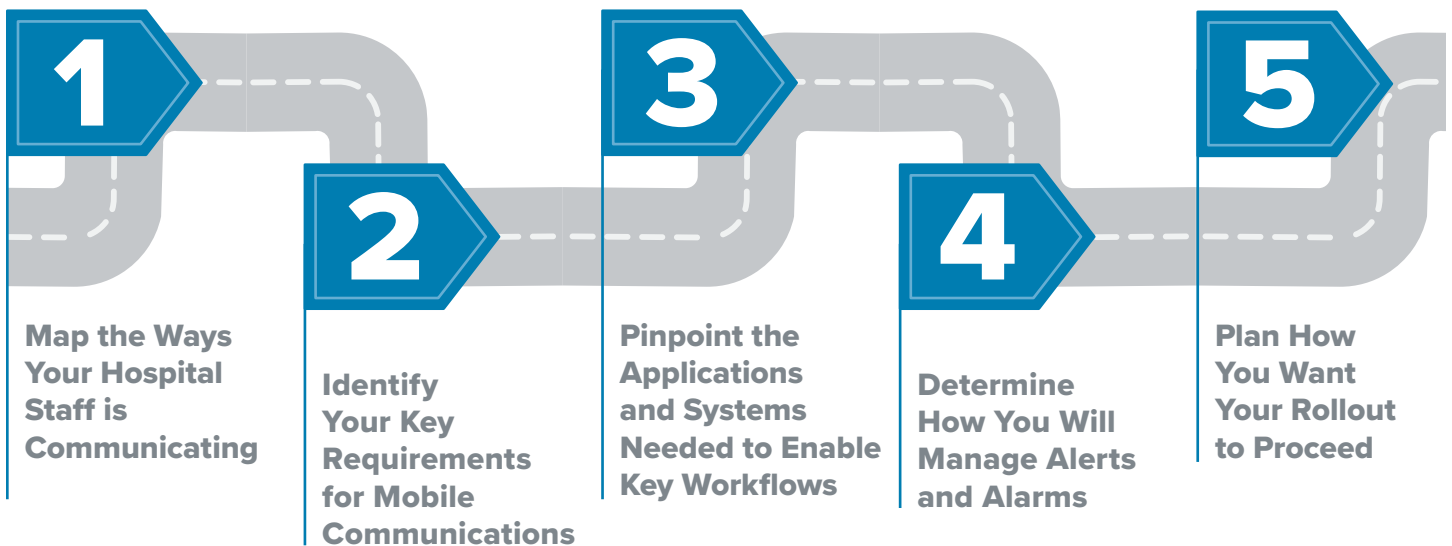 1
Map the Ways
Your Hospital
Staff is
Communicating
2
Identify
Your Key
Requirements
for Mobile
Communications
3
Pinpoint the
Applications
and Systems
Needed to Enable
Key Workflows
4
Determine
How You Will
Manage Alerts
and Alarms
5
Plan How
You Want
Your Rollout
to Proceed